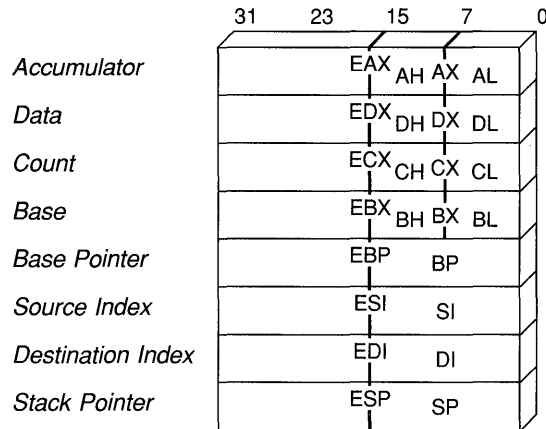 31 23 15 7 0
Accumulator EAX AH AX AL
Data EDX DH DX DL
Count ECX CH CX CL
Base EBX BH BX BL
Base Pointer EBP BP
Source Index ESI SI
Destination Index EDI DI
Stack Pointer ESP SP